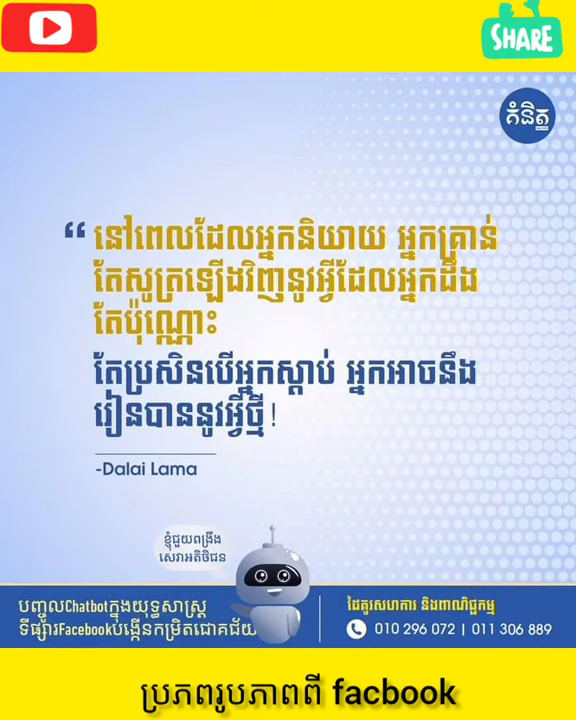 SHARE
គំនិត
“ នៅពេលដែលអ្នកនិយាយ អ្នកគ្រាន់
តែសូត្រឡើងវិញនូវអ្វីដែលអ្នកដឹង
តែប៉ុណ្ណោះ
តែប្រសិនបើអ្នកស្តាប់ អ្នកអាចនឹង
រៀនបាននូវអ្វីថ្មី!
-Dalai Lama
ខ្ញុំជួយពង្រឹង
សេវាអតិថិជន
បញ្ចូលChatbotក្នុងយុទ្ធសាស្ត្រ
ទីផ្សារFacebookបង្កើនកម្រិតជោគជ័យ
ដៃគូរសហការ និងពាណិជ្ជកម្ម
010 296 072 | 011 306 889
ប្រភពរូបភាពពី facbook